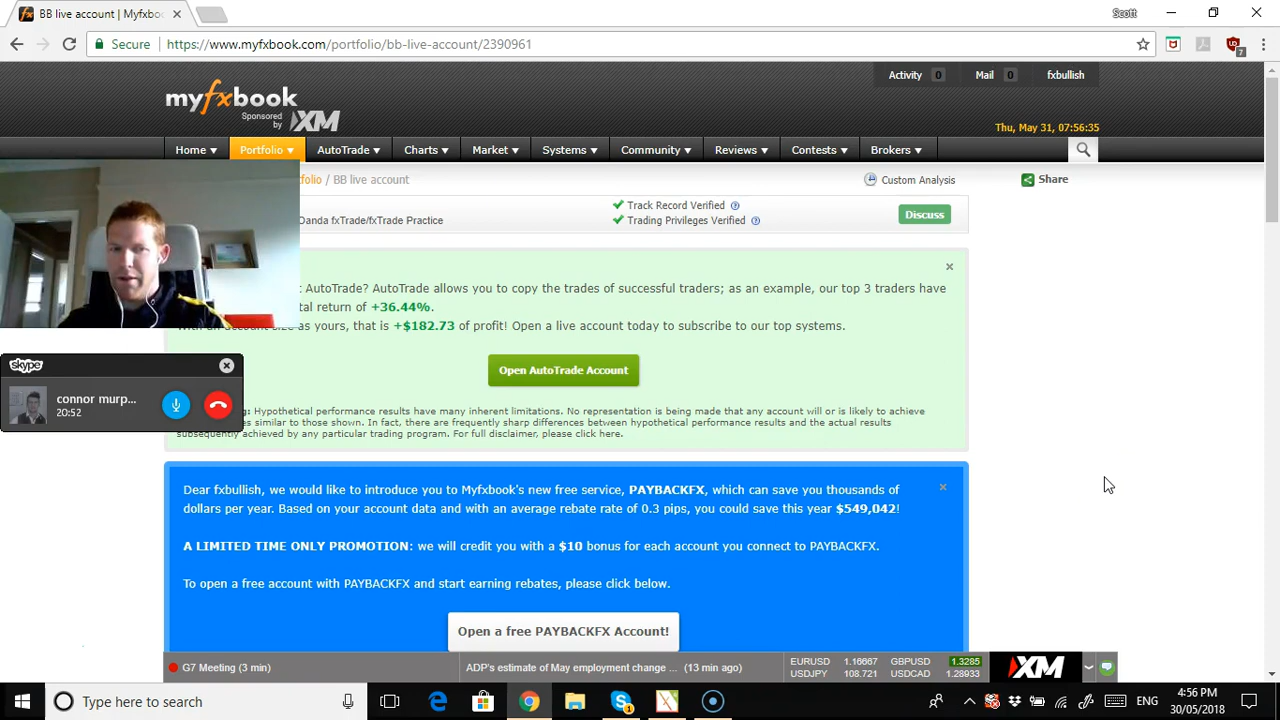 BB live account | Myfxboo
Scott
Secure
https://www.myfxbook.com/portfolio/bb-live-account/2390961
7
myfxbook
Sponsored by XM
Activity 0 Mail 0 fxbullish
Thu, May 31, 07:56:35
Home Portfolio AutoTrade Charts Market Systems Community Reviews Contests Brokers
folio / BB live account
Custom Analysis
Share
Track Record Verified
Danda fxTrade/fxTrade Practice
Trading Privileges Verified
Discuss
t AutoTrade? AutoTrade allows you to copy the trades of successful traders; as an example, our top 3 traders have
tal return of +36.44%.
as yours, that is +$182.73 of profit! Open a live account today to subscribe to our top systems.
Open AutoTrade Account
skype
connor murp...
20:52
g: Hypothetical performance results have many inherent limitations. No representation is being made that any account will or is likely to achieve
es similar to those shown. In fact, there are frequently sharp differences between hypothetical performance results and the actual results
subsequently achieved by any particular trading program. For full disclaimer, please click here.
Dear fxbullish, we would like to introduce you to Myfxbook's new free service, PAYBACKFX, which can save you thousands of
dollars per year. Based on your account data and with an average rebate rate of 0.3 pips, you could save this year $549,042!
A LIMITED TIME ONLY PROMOTION: we will credit you with a $10 bonus for each account you connect to PAYBACKFX.
To open a free account with PAYBACKFX and start earning rebates, please click below.
Open a free PAYBACKFX Account!
G7 Meeting (3 min)
ADP's estimate of May employment change ... (13 min ago)
EURUSD 1.16667 GBPUSD 1.3285
USDJPY 108.721 USDCAD 1.28933
XM
Type here to search
ENG
4:56 PM
30/05/2018